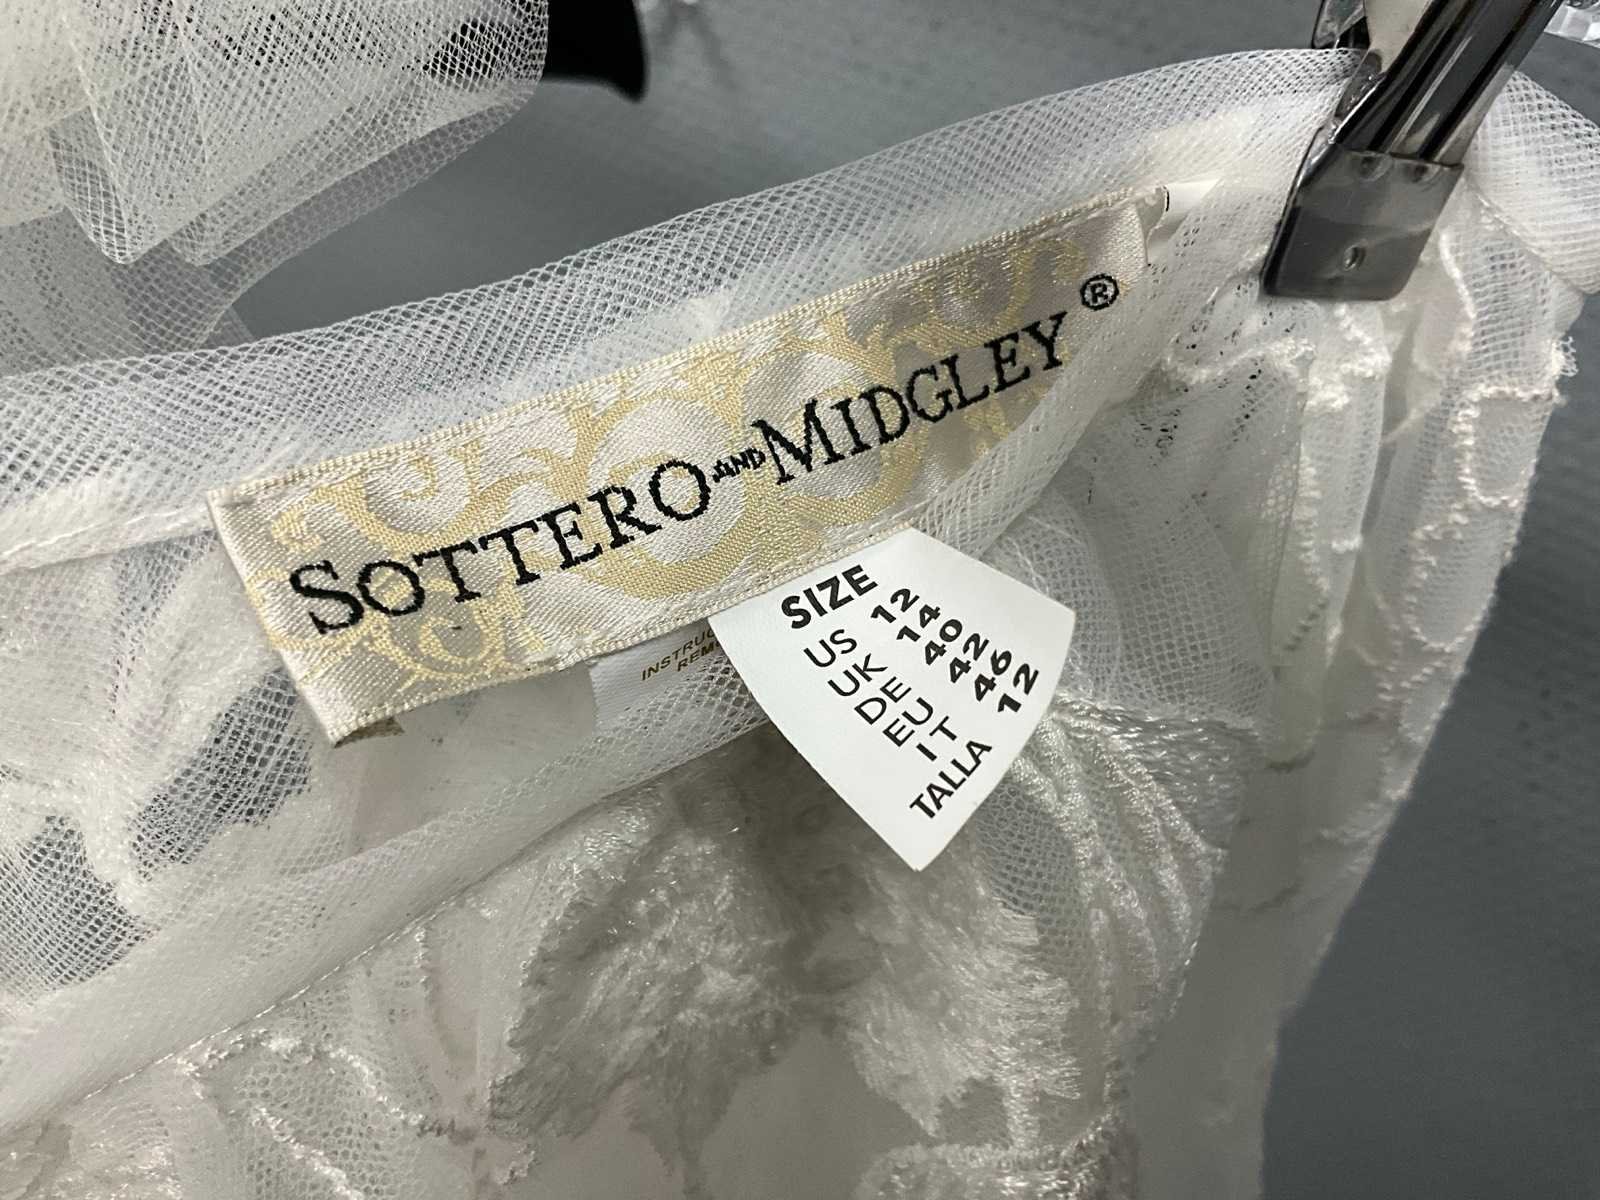 SOTTERO AND MIDGLEY ®
SIZE
US 12
UK 14
DE 40
EU 42
IT 46
TALLA 12